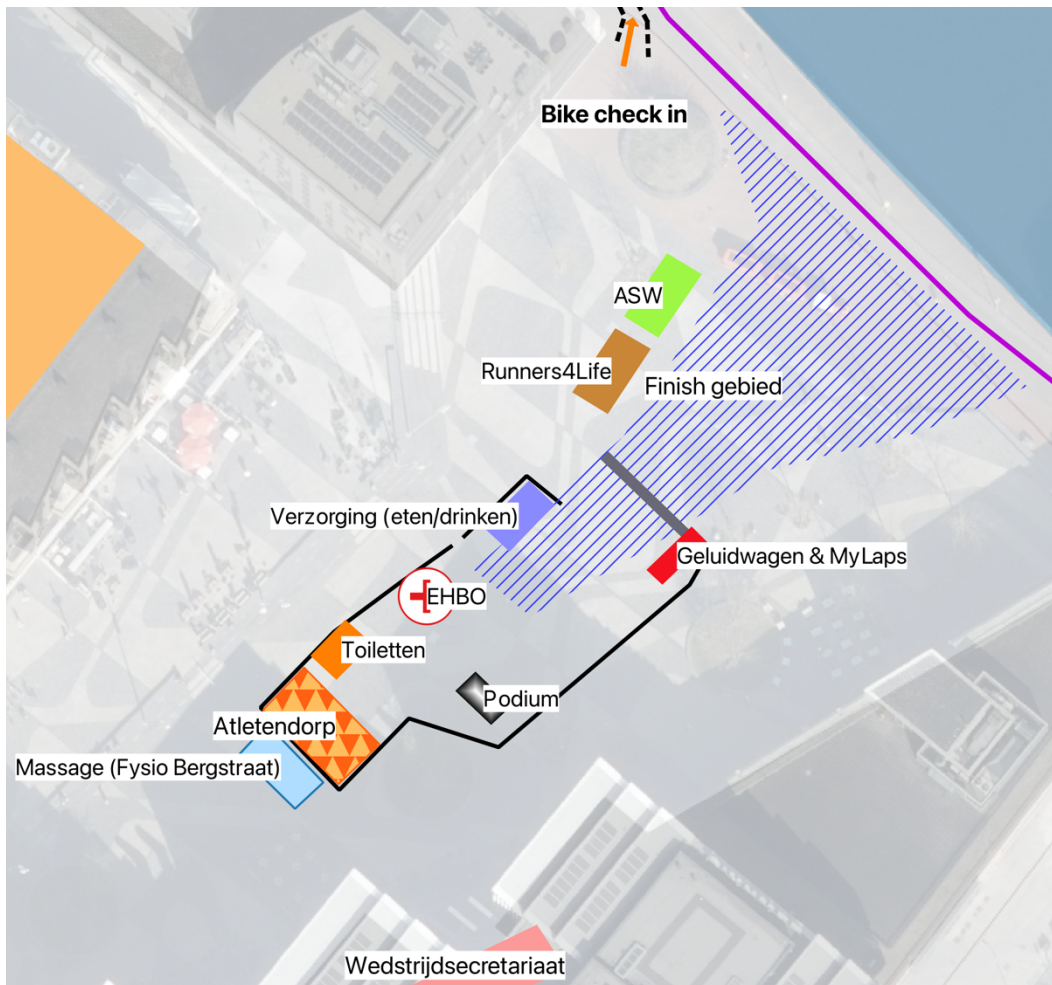 Bike check in
ASW
Runners4Life
Finish gebied
Verzorging (eten/drinken)
Geluidwagen & MyLaps
EHBO
Toiletten
Podium
Atletendorp
Massage (Fysio Bergstraat)
Wedstrijdsecretariaat